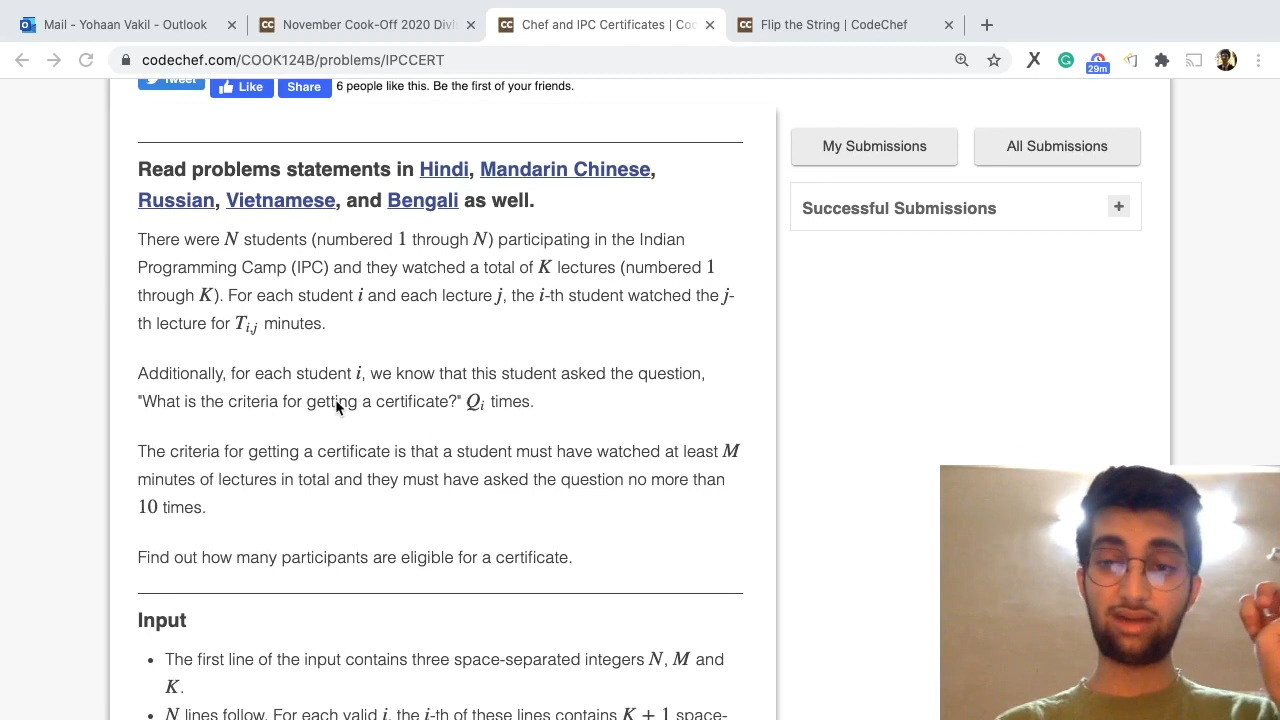 Mail - Yohaan Vakil - Outlook
November Cook-Off 2020 Divi
Chef and IPC Certificates | Coc
Flip the String | CodeChef
codechef.com/COOK124B/problems/IPCCERT
29m
Tweet
Like
Share
6 people like this. Be the first of your friends.
My Submissions
All Submissions
Read problems statements in Hindi, Mandarin Chinese,
Russian, Vietnamese, and Bengali as well.
Successful Submissions
+
There were N students (numbered 1 through N) participating in the Indian
Programming Camp (IPC) and they watched a total of K lectures (numbered 1
through K). For each student i and each lecture j, the i-th student watched the j-
th lecture for Ti,j minutes.
Additionally, for each student i, we know that this student asked the question,
"What is the criteria for getting a certificate?" Qi times.
The criteria for getting a certificate is that a student must have watched at least M
minutes of lectures in total and they must have asked the question no more than
10 times.
Find out how many participants are eligible for a certificate.
Input
• The first line of the input contains three space-separated integers N, M and
K.
• N lines follow. For each valid i, the i-th of these lines contains K + 1 space-